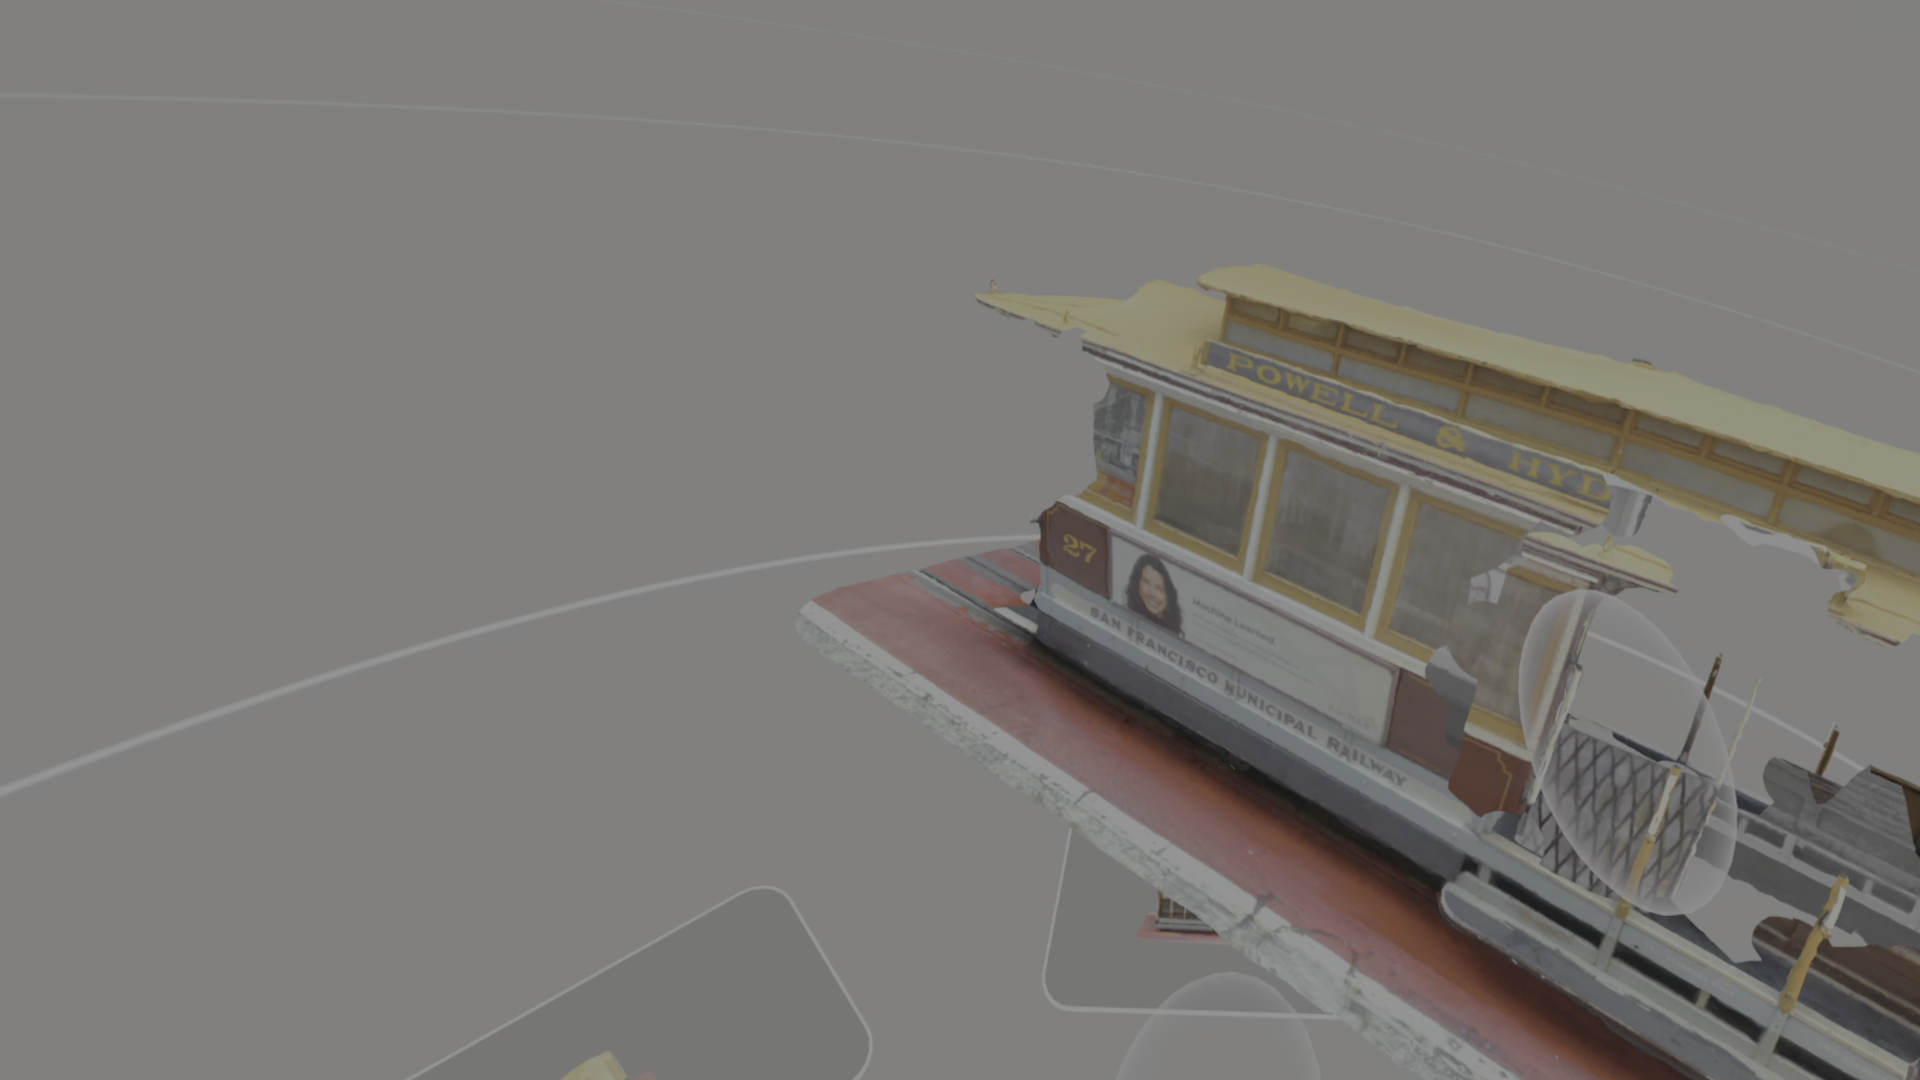 POWELL & HYD
27
Machine Learned.
SAN FRANCISCO MUNICIPAL RAILWAY